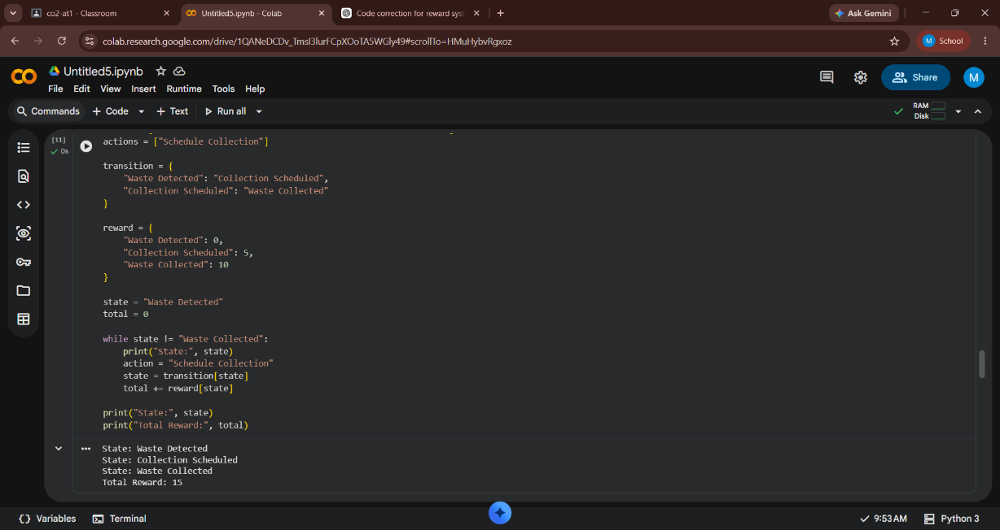 co2-at1 - Classroom
Untitled5.ipynb - Colab
Code correction for reward sys
Ask Gemini
colab.research.google.com/drive/1QANeDCDv_TmsI3lurFCpXOoTA5WGly49#scrollTo=HMuHybvRgxoz
M School
Untitled5.ipynb
File Edit View Insert Runtime Tools Help
Share
M
Commands + Code + Text Run all
RAM
Disk
[11]
0s
actions = ["Schedule Collection"]
transition = {
"Waste Detected": "Collection Scheduled",
"Collection Scheduled": "Waste Collected"
}
reward = {
"Waste Detected": 0,
"Collection Scheduled": 5,
"Waste Collected": 10
}
state = "Waste Detected"
total = 0
while state != "Waste Collected":
print("State:", state)
action = "Schedule Collection"
state = transition[state]
total += reward[state]
print("State:", state)
print("Total Reward:", total)
State: Waste Detected
State: Collection Scheduled
State: Waste Collected
Total Reward: 15
Variables Terminal
9:53 AM Python 3